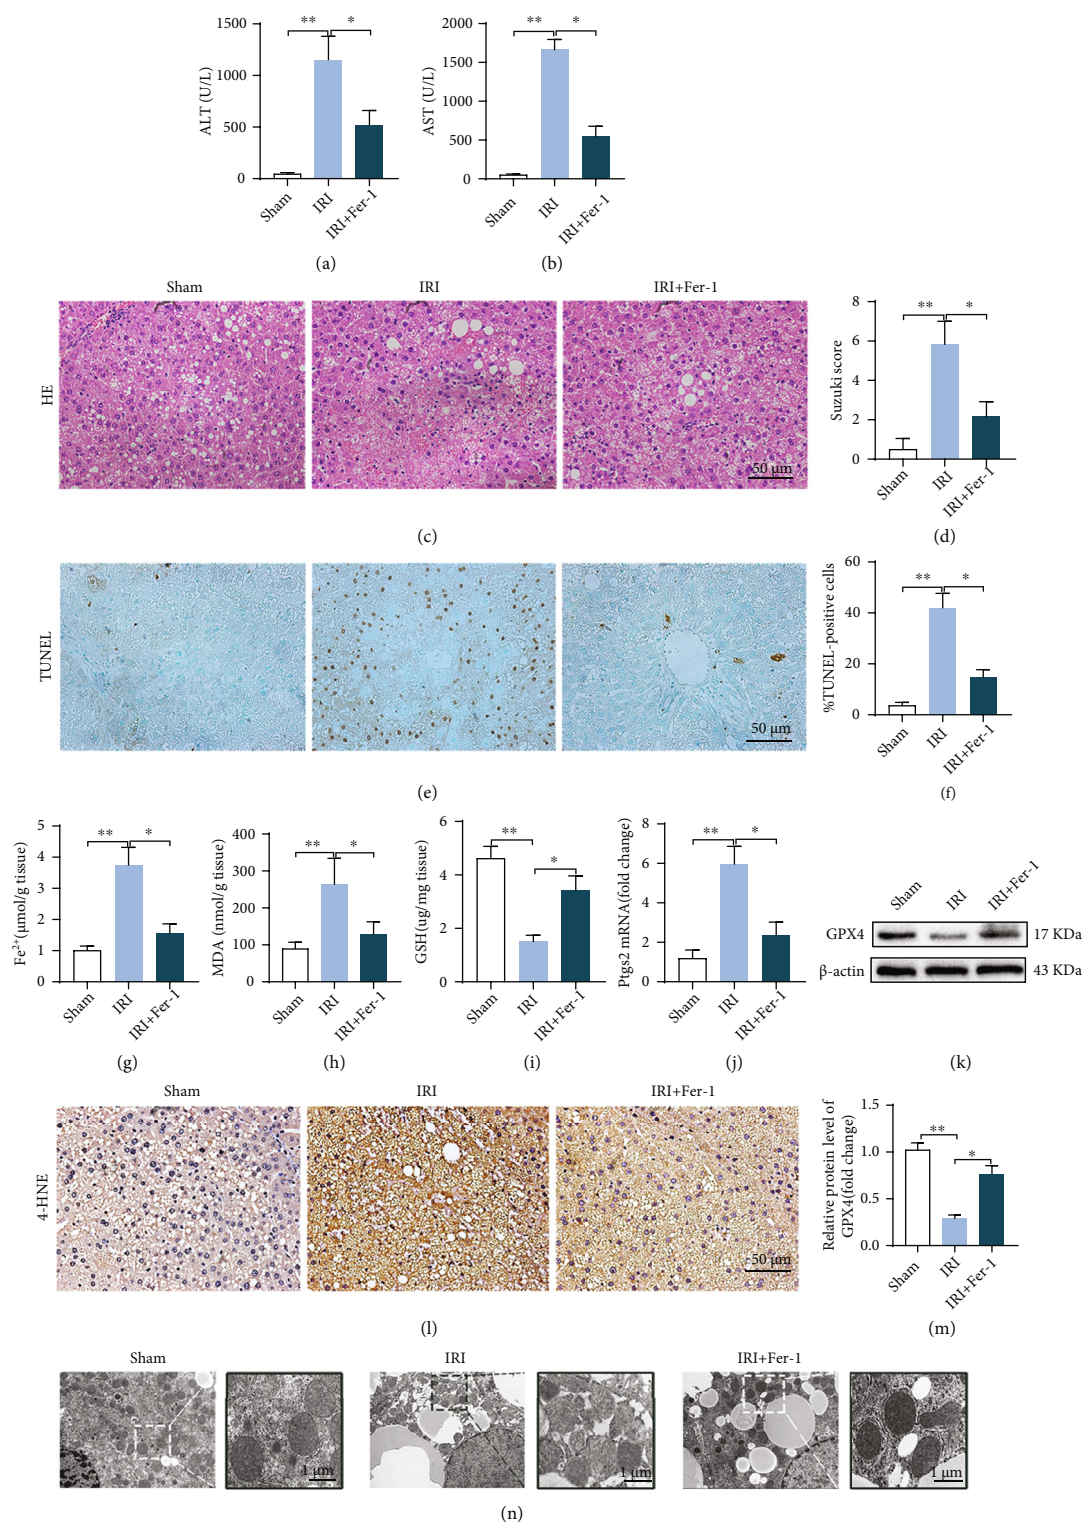 1500
1000
500
0
ALT (U/L)
** *
Sham
IRI
IRI+Fer-1
(a)
2000
1500
1000
500
0
AST (U/L)
** *
Sham
IRI
IRI+Fer-1
(b)
Sham IRI IRI+Fer-1
HE
50 μm
(c)
8
6
4
2
0
Suzuki score
** *
Sham
IRI
IRI+Fer-1
(d)
TUNEL
50 μm
(e)
60
40
20
0
%TUNEL-positive cells
** *
Sham
IRI
IRI+Fer-1
(f)
5
4
3
2
1
0
Fe²⁺(μmol/g tissue)
** *
Sham
IRI
IRI+Fer-1
(g)
400
300
200
100
0
MDA (nmol/g tissue)
** *
Sham
IRI
IRI+Fer-1
(h)
6
4
2
0
GSH(ug/mg tissue)
**
*
Sham
IRI
IRI+Fer-1
(i)
8
6
4
2
0
Ptgs2 mRNA(fold change)
** *
Sham
IRI
IRI+Fer-1
(j)
Sham IRI IRI+Fer-1
GPX4 17 KDa
β-actin 43 KDa
(k)
Sham IRI IRI+Fer-1
4-HNE
50 μm
(l)
1.5
1.0
0.5
0.0
Relative protein level of
GPX4(fold change)
**
*
Sham
IRI
IRI+Fer-1
(m)
Sham IRI IRI+Fer-1
1 μm 1 μm 1 μm
(n)